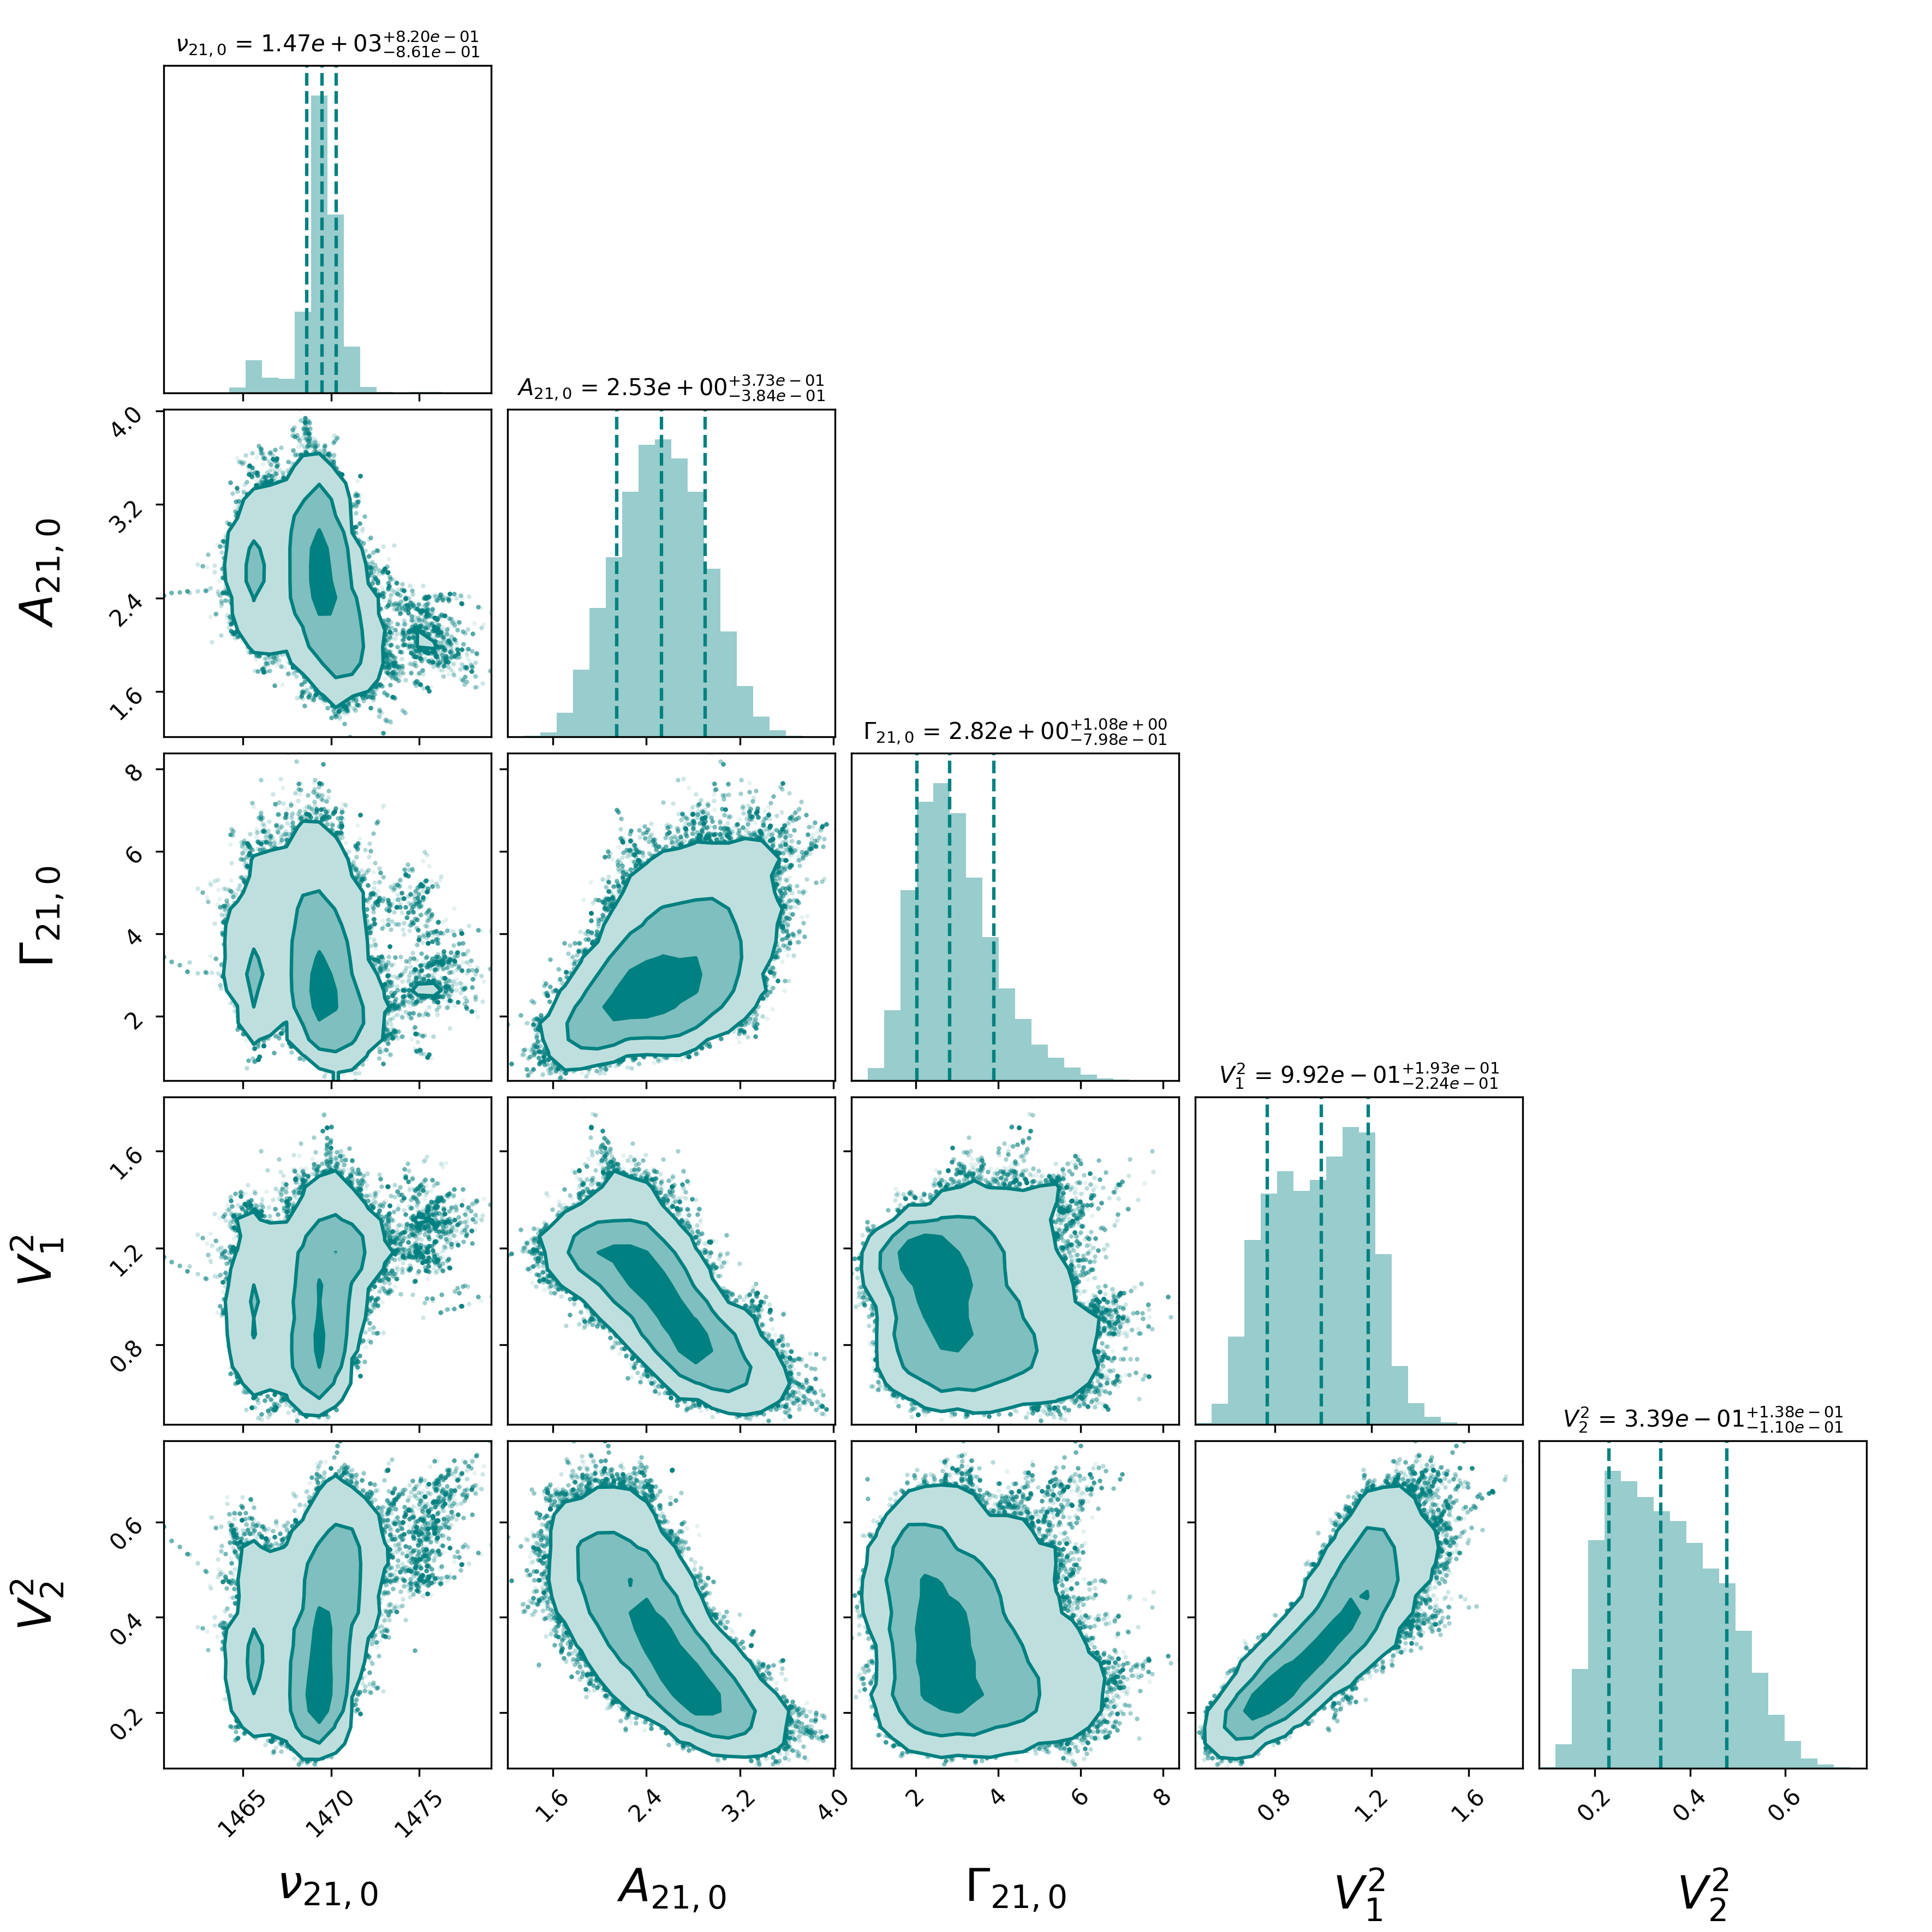 ν21, 0 = 1.47e + 03+8.20e − 01 −8.61e − 01
A21, 0 = 2.53e + 00+3.73e − 01 −3.84e − 01
4.0
3.2
2.4
1.6
A21, 0
Γ21, 0 = 2.82e + 00+1.08e + 00 −7.98e − 01
8
6
4
2
Γ21, 0
V²₁ = 9.92e − 01+1.93e − 01 −2.24e − 01
1.6
1.2
0.8
V²₁
V²₂ = 3.39e − 01+1.38e − 01 −1.10e − 01
0.6
0.4
0.2
V²₂
1465 1470 1475 1.6 2.4 3.2 4.0 2 4 6 8 0.8 1.2 1.6 0.2 0.4 0.6
ν21, 0 A21, 0 Γ21, 0 V²₁ V²₂